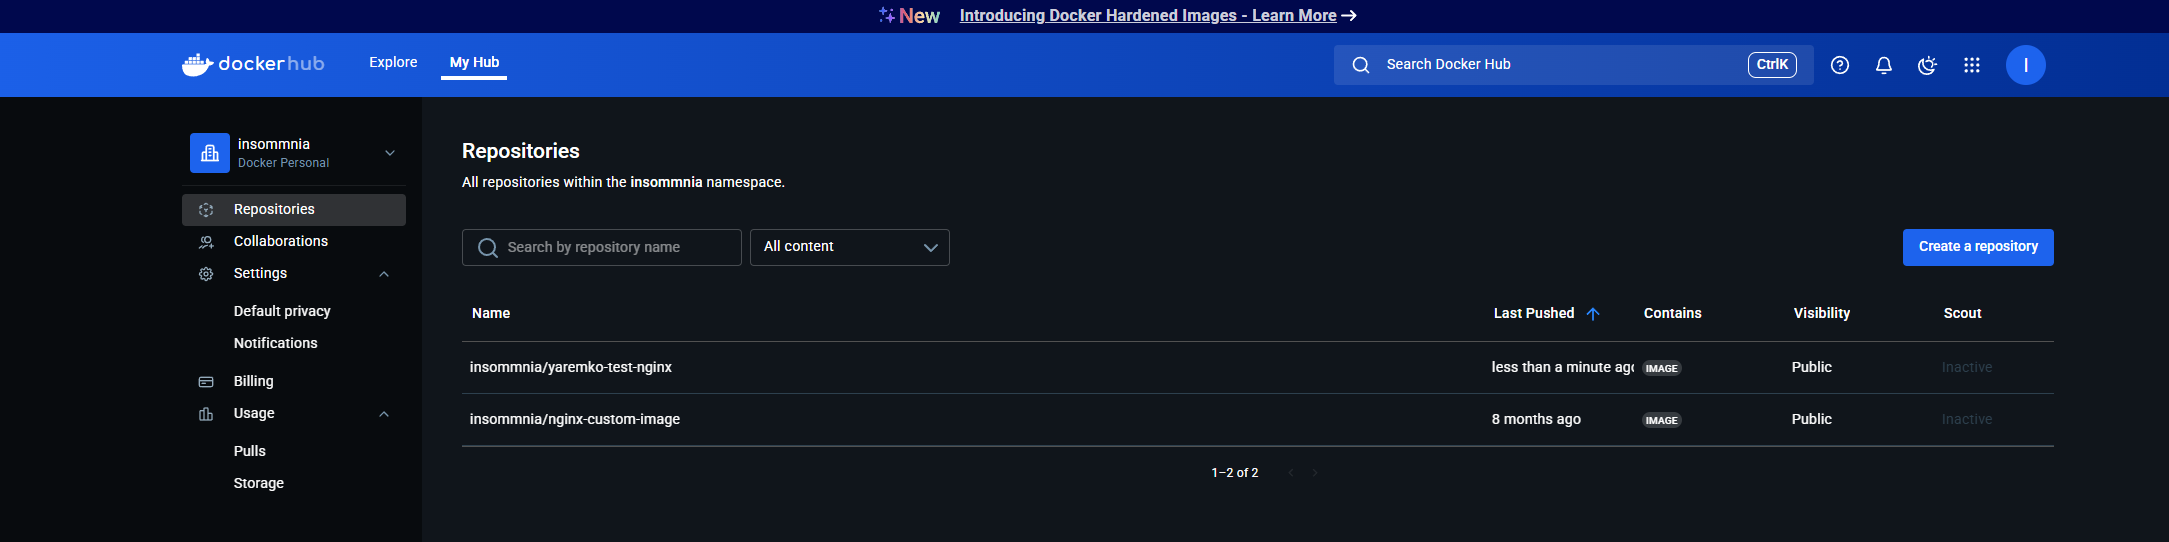 New Introducing Docker Hardened Images - Learn More
dockerhub Explore My Hub Search Docker Hub CtrlK I
insommnia
Docker Personal
Repositories
Collaborations
Settings
Default privacy
Notifications
Billing
Usage
Pulls
Storage
Repositories
All repositories within the insommnia namespace.
Search by repository name All content Create a repository
Name Last Pushed Contains Visibility Scout
insommnia/yaremko-test-nginx less than a minute ago IMAGE Public Inactive
insommnia/nginx-custom-image 8 months ago IMAGE Public Inactive
1–2 of 2